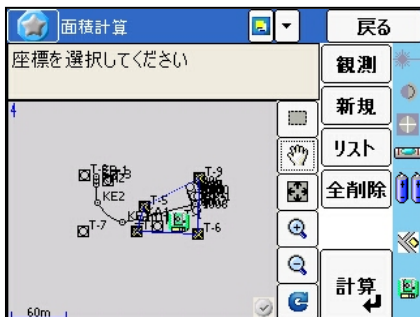 面積計算
戻る
座標を選択してください
観測
新規
リスト
全削除
T-9
KE2
T-5
T-7
T-6
計算
60m